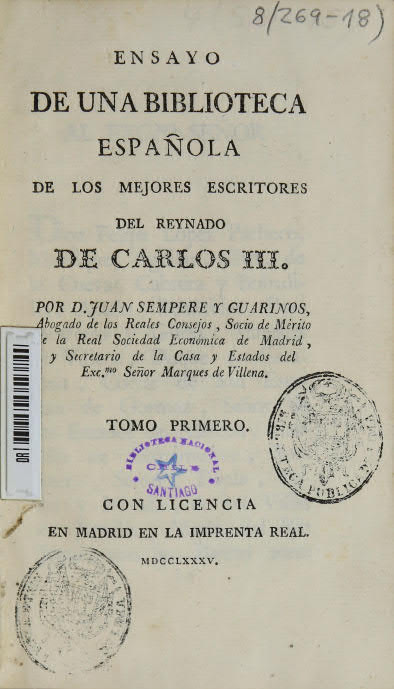 8/269-18)
ENSAYO
DE UNA BIBLIOTECA
ESPAÑOLA
DE LOS MEJORES ESCRITORES
DEL REYNADO
DE CARLOS III.
POR D. JUAN SEMPERE Y GUARINOS,
Abogado de los Reales Consejos, Socio de Mérito
de la Real Sociedad Económica de Madrid,
y Secretario de la Casa y Estados del
Exc.mo Señor Marques de Villena.
TOMO PRIMERO.
BIBLIOTECA NACIONAL
CHILE
SANTIAGO
CON LICENCIA
EN MADRID EN LA IMPRENTA REAL.
MDCCLXXXV.